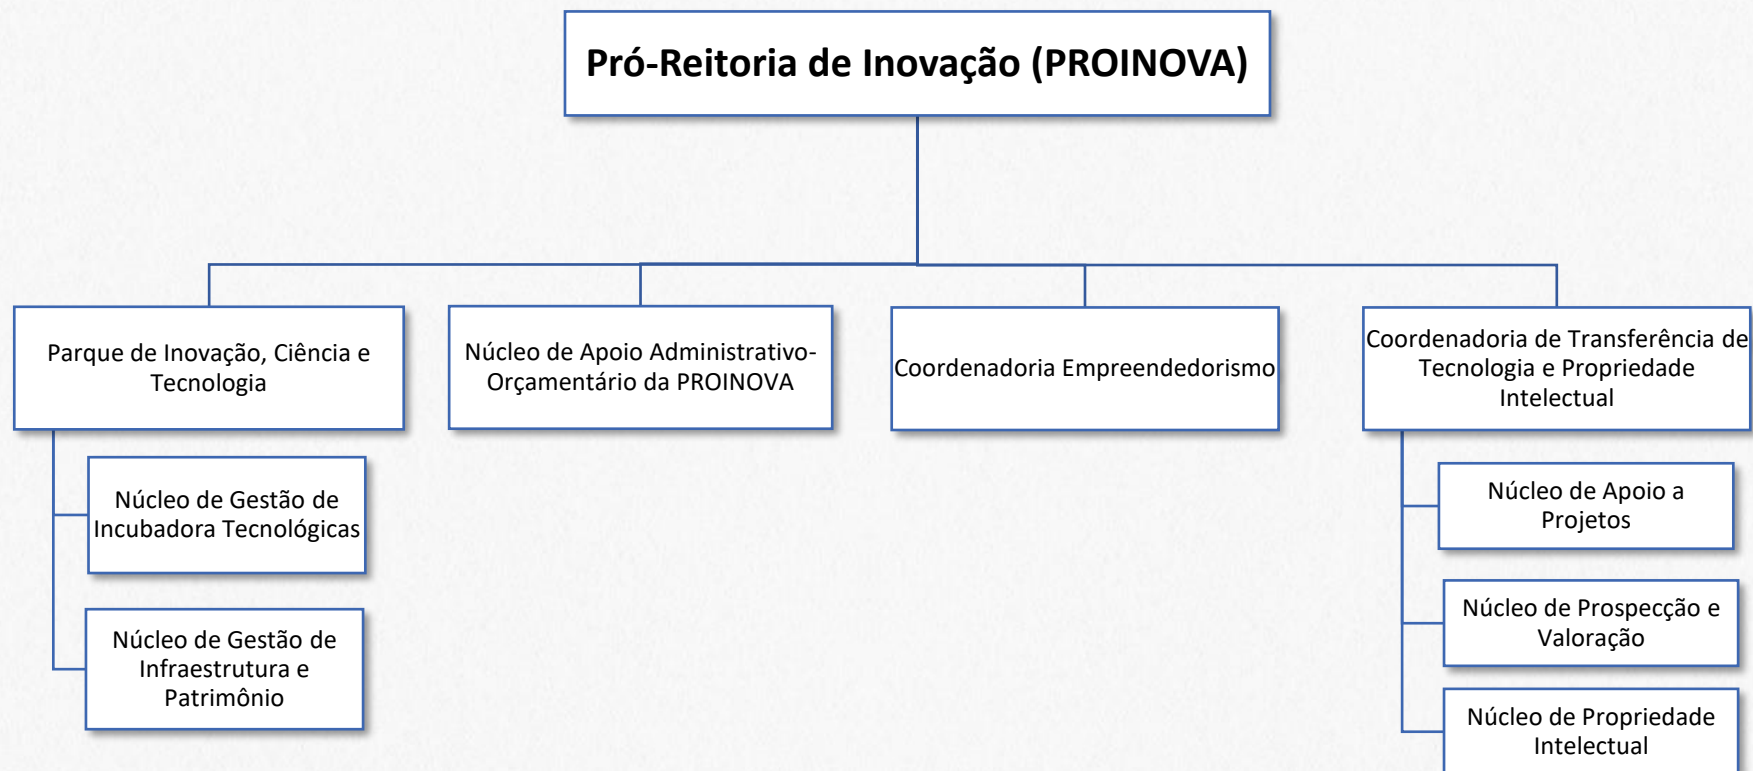 Pró-Reitoria de Inovação (PROINOVA)
Parque de Inovação, Ciência e
Tecnologia
Núcleo de Apoio Administrativo-
Orçamentário da PROINOVA
Coordenadoria Empreendedorismo
Coordenadoria de Transferência de
Tecnologia e Propriedade
Intelectual
Núcleo de Gestão de
Incubadora Tecnológicas
Núcleo de Gestão de
Infraestrutura e
Patrimônio
Núcleo de Apoio a
Projetos
Núcleo de Prospecção e
Valoração
Núcleo de Propriedade
Intelectual